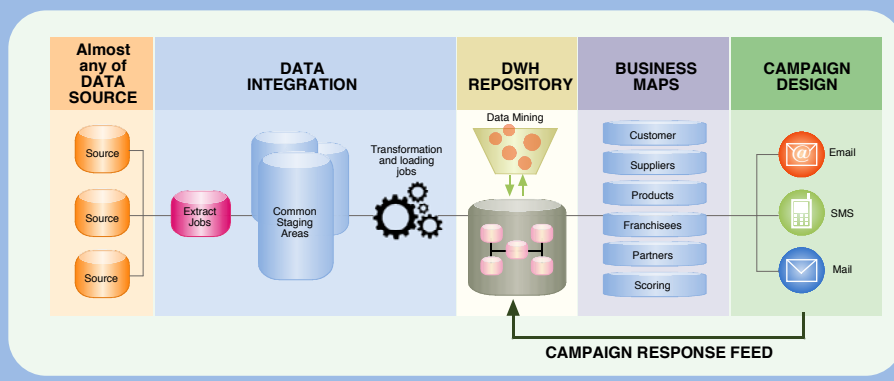 Almost
any of
DATA
SOURCE
DATA
INTEGRATION
DWH
REPOSITORY
BUSINESS
MAPS
CAMPAIGN
DESIGN
Source
Source
Source
Extract
Jobs
Common
Staging
Areas
Transformation
and loading
jobs
Data Mining
Customer
Suppliers
Products
Franchisees
Partners
Scoring
@
Email
SMS
Mail
CAMPAIGN RESPONSE FEED